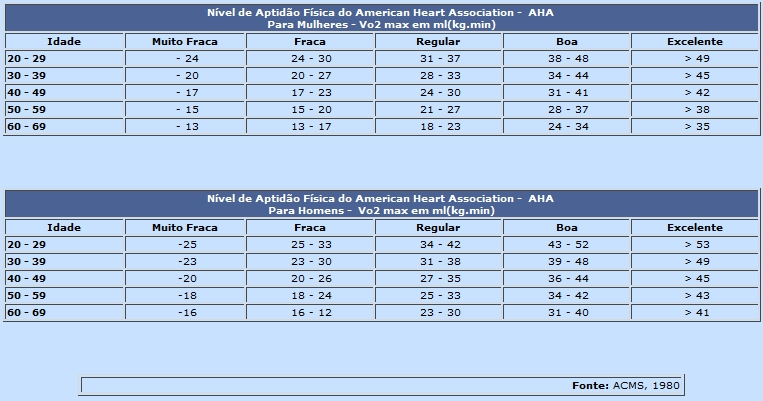 Nível de Aptidão Física do American Heart Association - AHA
Para Mulheres - Vo2 max em ml(kg.min)
Idade Muito Fraca Fraca Regular Boa Excelente
20 - 29 - 24 24 - 30 31 - 37 38 - 48 > 49
30 - 39 - 20 20 - 27 28 - 33 34 - 44 > 45
40 - 49 - 17 17 - 23 24 - 30 31 - 41 > 42
50 - 59 - 15 15 - 20 21 - 27 28 - 37 > 38
60 - 69 - 13 13 - 17 18 - 23 24 - 34 > 35
Nível de Aptidão Física do American Heart Association - AHA
Para Homens - Vo2 max em ml(kg.min)
Idade Muito Fraca Fraca Regular Boa Excelente
20 - 29 -25 25 - 33 34 - 42 43 - 52 > 53
30 - 39 -23 23 - 30 31 - 38 39 - 48 > 49
40 - 49 -20 20 - 26 27 - 35 36 - 44 > 45
50 - 59 -18 18 - 24 25 - 33 34 - 42 > 43
60 - 69 -16 16 - 12 23 - 30 31 - 40 > 41
Fonte: ACMS, 1980